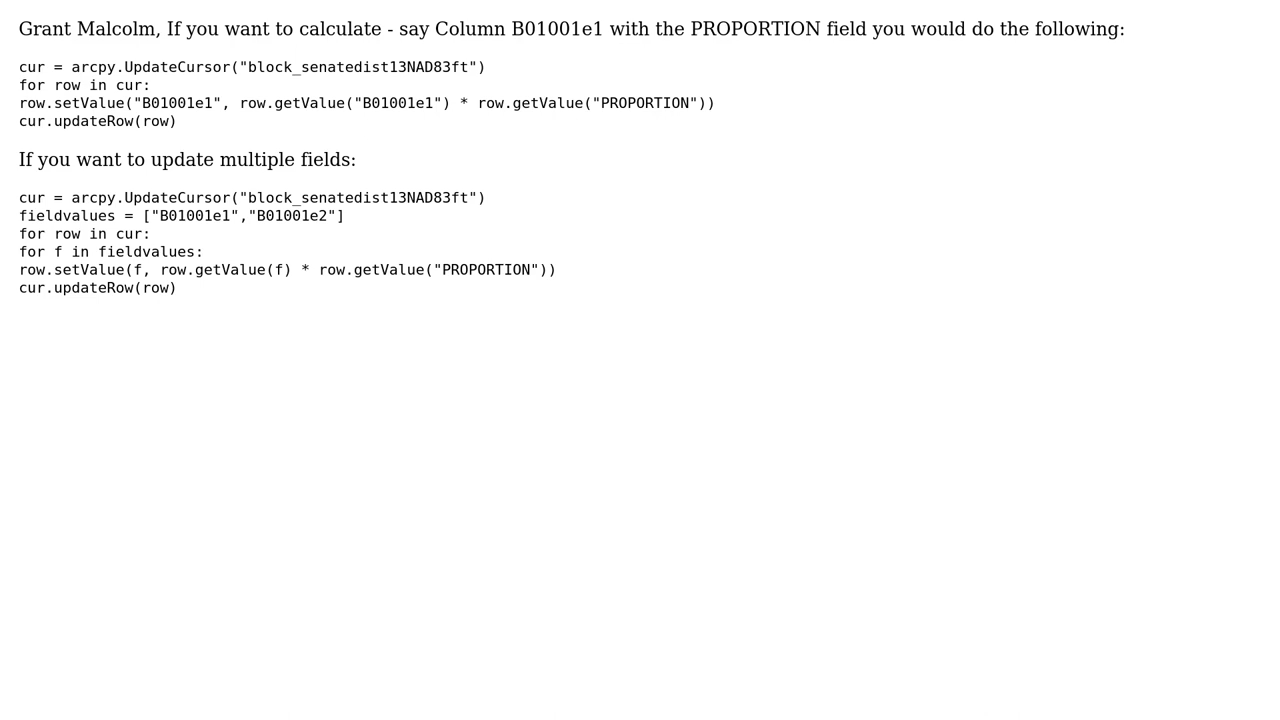 Grant Malcolm, If you want to calculate - say Column B01001e1 with the PROPORTION field you would do the following:
cur = arcpy.UpdateCursor("block_senatedist13NAD83ft")
for row in cur:
row.setValue("B01001e1", row.getValue("B01001e1") * row.getValue("PROPORTION"))
cur.updateRow(row)
If you want to update multiple fields:
cur = arcpy.UpdateCursor("block_senatedist13NAD83ft")
fieldvalues = ["B01001e1","B01001e2"]
for row in cur:
for f in fieldvalues:
row.setValue(f, row.getValue(f) * row.getValue("PROPORTION"))
cur.updateRow(row)